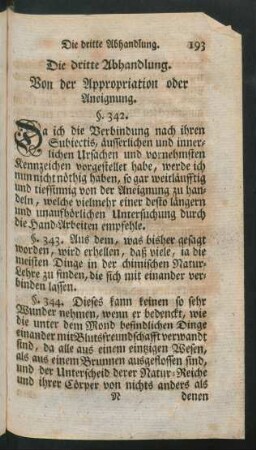 Die dritte Abhandlung. 193
Die dritte Abhandlung.
Von der Appropriation oder
Aneignung.
§. 342.
Da ich die Verbindung nach ihren
Subjectis, äusserlichen und inner-
lichen Ursachen und vornehmsten
Kennzeichen vorgestellet habe, werde ich
nun nicht nöthig haben, so gar weitläufftig
und tieffsinnig von der Aneignung zu han-
deln, welche vielmehr einer desto längern
und unaufhörlichen Untersuchung durch
die Hand-Arbeiten empfehle.
§. 343. Aus dem, was bisher gesagt
worden, wird erhellen, daß viele, ia die
meisten Dinge in der chimischen Natur-
Lehre zu finden, die sich mit einander ver-
binden lassen.
§. 344. Dieses kann keinen so sehr
Wunder nehmen, wenn er bedenckt, wie
die unter dem Mond befindlichen Dinge
einander mit Blutsfreundschafft verwandt
sind, da alle aus einem eintzigen Wesen,
als aus einem Brunnen ausgeflossen sind,
und der Unterscheid derer Natur-Reiche
und ihrer Cörper von nichts anders als
N denen